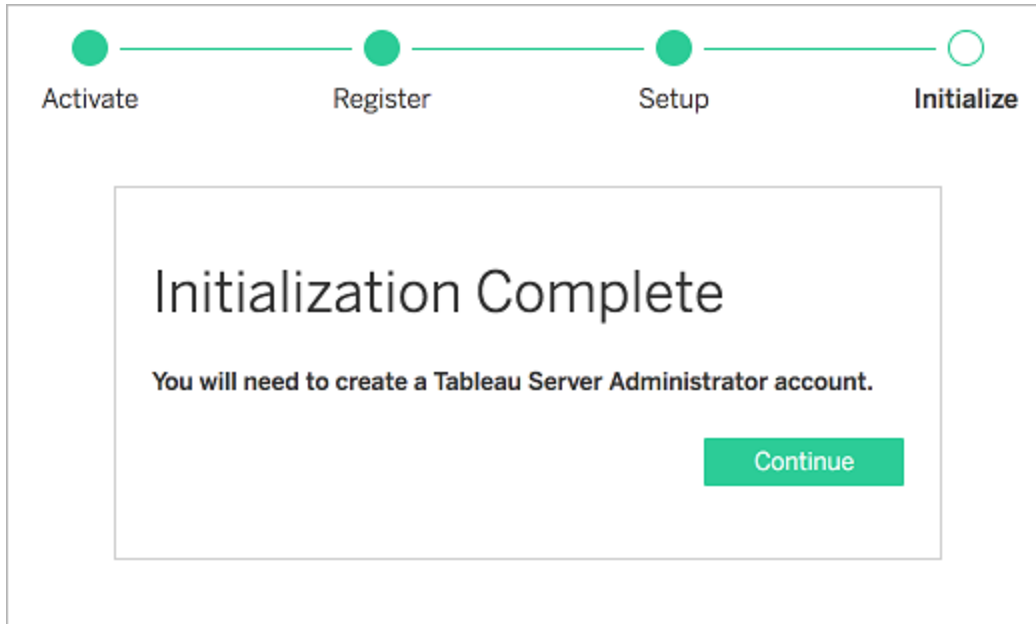 Activate
Register
Setup
Initialize
Initialization Complete
You will need to create a Tableau Server Administrator account.
Continue